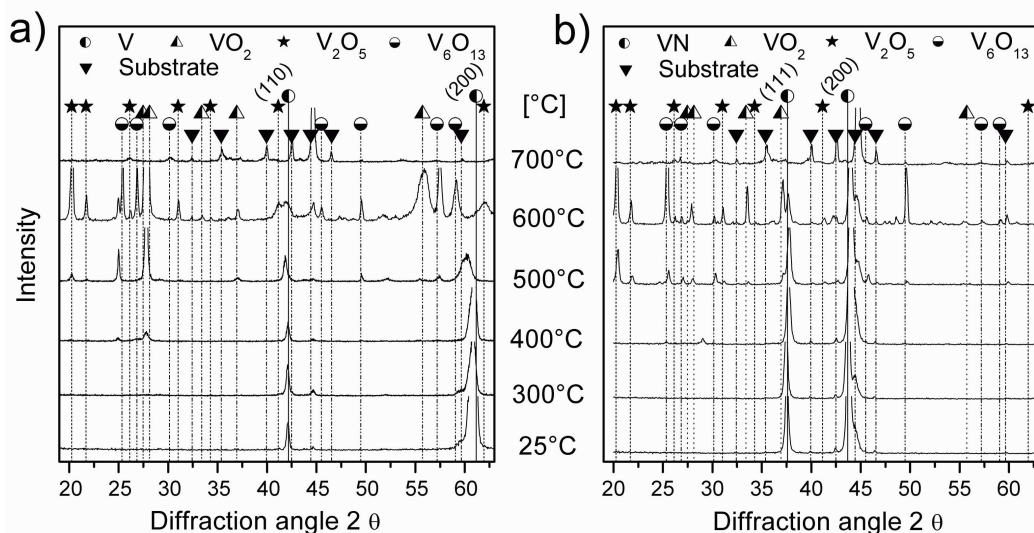 a)
V VO2 V2O5 V6O13
Substrate
(110)
(200)
b)
VN VO2 V2O5 V6O13
Substrate
(111)
(200)
[°C]
700°C
600°C
500°C
400°C
300°C
25°C
Intensity
20 25 30 35 40 45 50 55 60
Diffraction angle 2 θ
20 25 30 35 40 45 50 55 60
Diffraction angle 2 θ